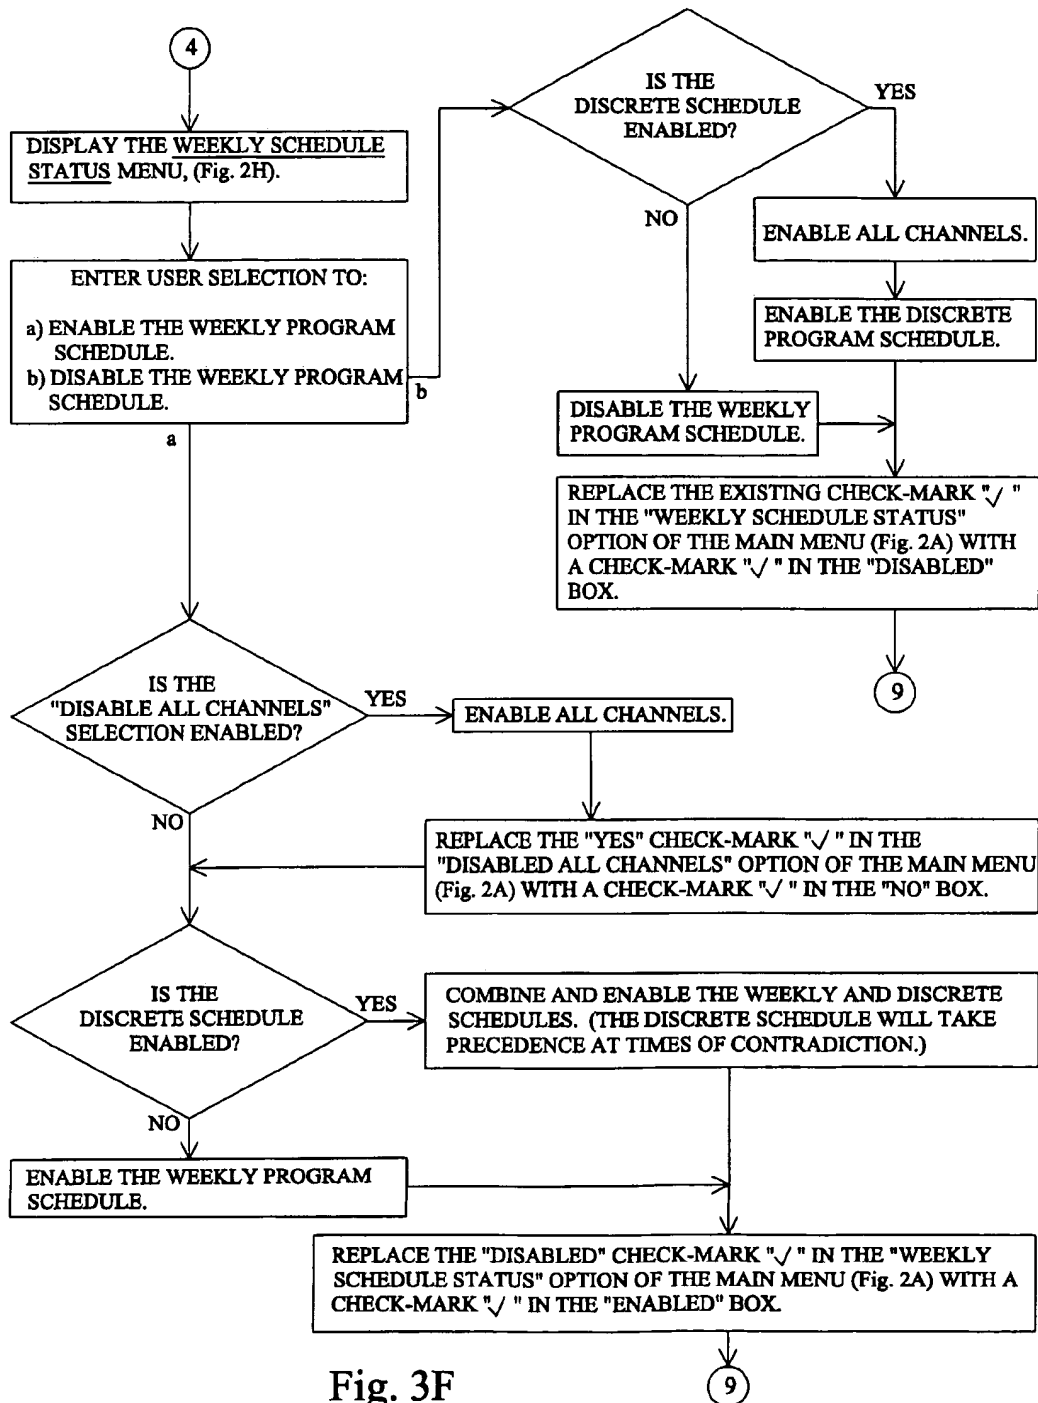 4
DISPLAY THE WEEKLY SCHEDULE
STATUS MENU, (Fig. 2H).
ENTER USER SELECTION TO:
a) ENABLE THE WEEKLY PROGRAM
SCHEDULE.
b) DISABLE THE WEEKLY PROGRAM
SCHEDULE.
b
a
IS THE
DISCRETE SCHEDULE
ENABLED?
YES
NO
ENABLE ALL CHANNELS.
ENABLE THE DISCRETE
PROGRAM SCHEDULE.
DISABLE THE WEEKLY
PROGRAM SCHEDULE.
REPLACE THE EXISTING CHECK-MARK "✓"
IN THE "WEEKLY SCHEDULE STATUS"
OPTION OF THE MAIN MENU (Fig. 2A) WITH
A CHECK-MARK "✓" IN THE "DISABLED"
BOX.
9
IS THE
"DISABLE ALL CHANNELS"
SELECTION ENABLED?
YES
NO
ENABLE ALL CHANNELS.
REPLACE THE "YES" CHECK-MARK "✓" IN THE
"DISABLED ALL CHANNELS" OPTION OF THE MAIN MENU
(Fig. 2A) WITH A CHECK-MARK "✓" IN THE "NO" BOX.
IS THE
DISCRETE SCHEDULE
ENABLED?
YES
NO
COMBINE AND ENABLE THE WEEKLY AND DISCRETE
SCHEDULES. (THE DISCRETE SCHEDULE WILL TAKE
PRECEDENCE AT TIMES OF CONTRADICTION.)
ENABLE THE WEEKLY PROGRAM
SCHEDULE.
REPLACE THE "DISABLED" CHECK-MARK "✓" IN THE "WEEKLY
SCHEDULE STATUS" OPTION OF THE MAIN MENU (Fig. 2A) WITH A
CHECK-MARK "✓" IN THE "ENABLED" BOX.
9
Fig. 3F